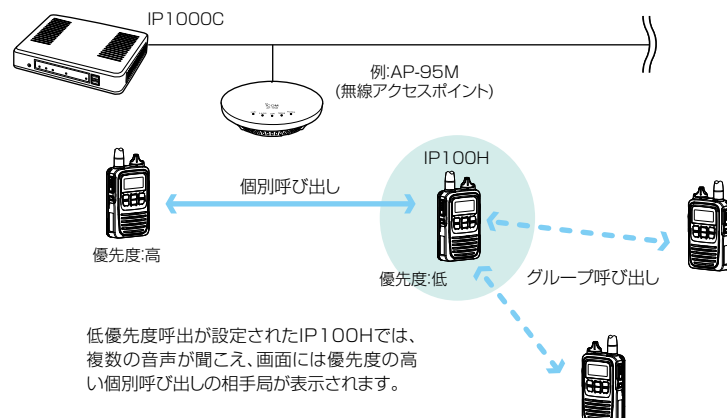 IP1000C
例:AP-95M
(無線アクセスポイント)
IP100H
個別呼び出し
優先度:高
優先度:低
グループ呼び出し
低優先度呼出が設定されたIP100Hでは、
複数の音声が聞こえ、画面には優先度の高
い個別呼び出しの相手局が表示されます。